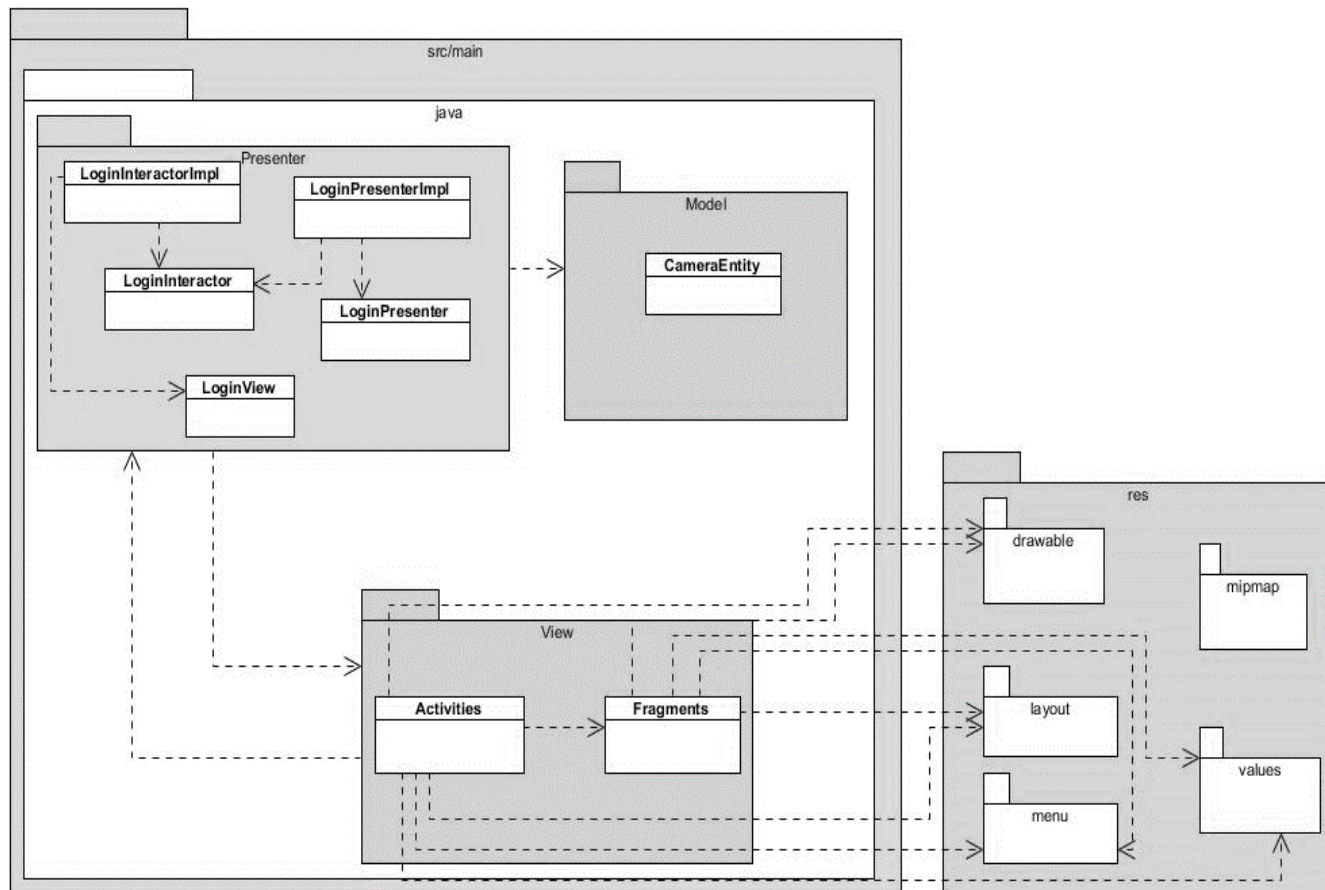 src/main
java
Presenter
LoginInteractorImpl
LoginPresenterImpl
Model
CameraEntity
LoginInteractor
LoginPresenter
LoginView
res
drawable
mipmap
View
Activities
Fragments
layout
values
menu